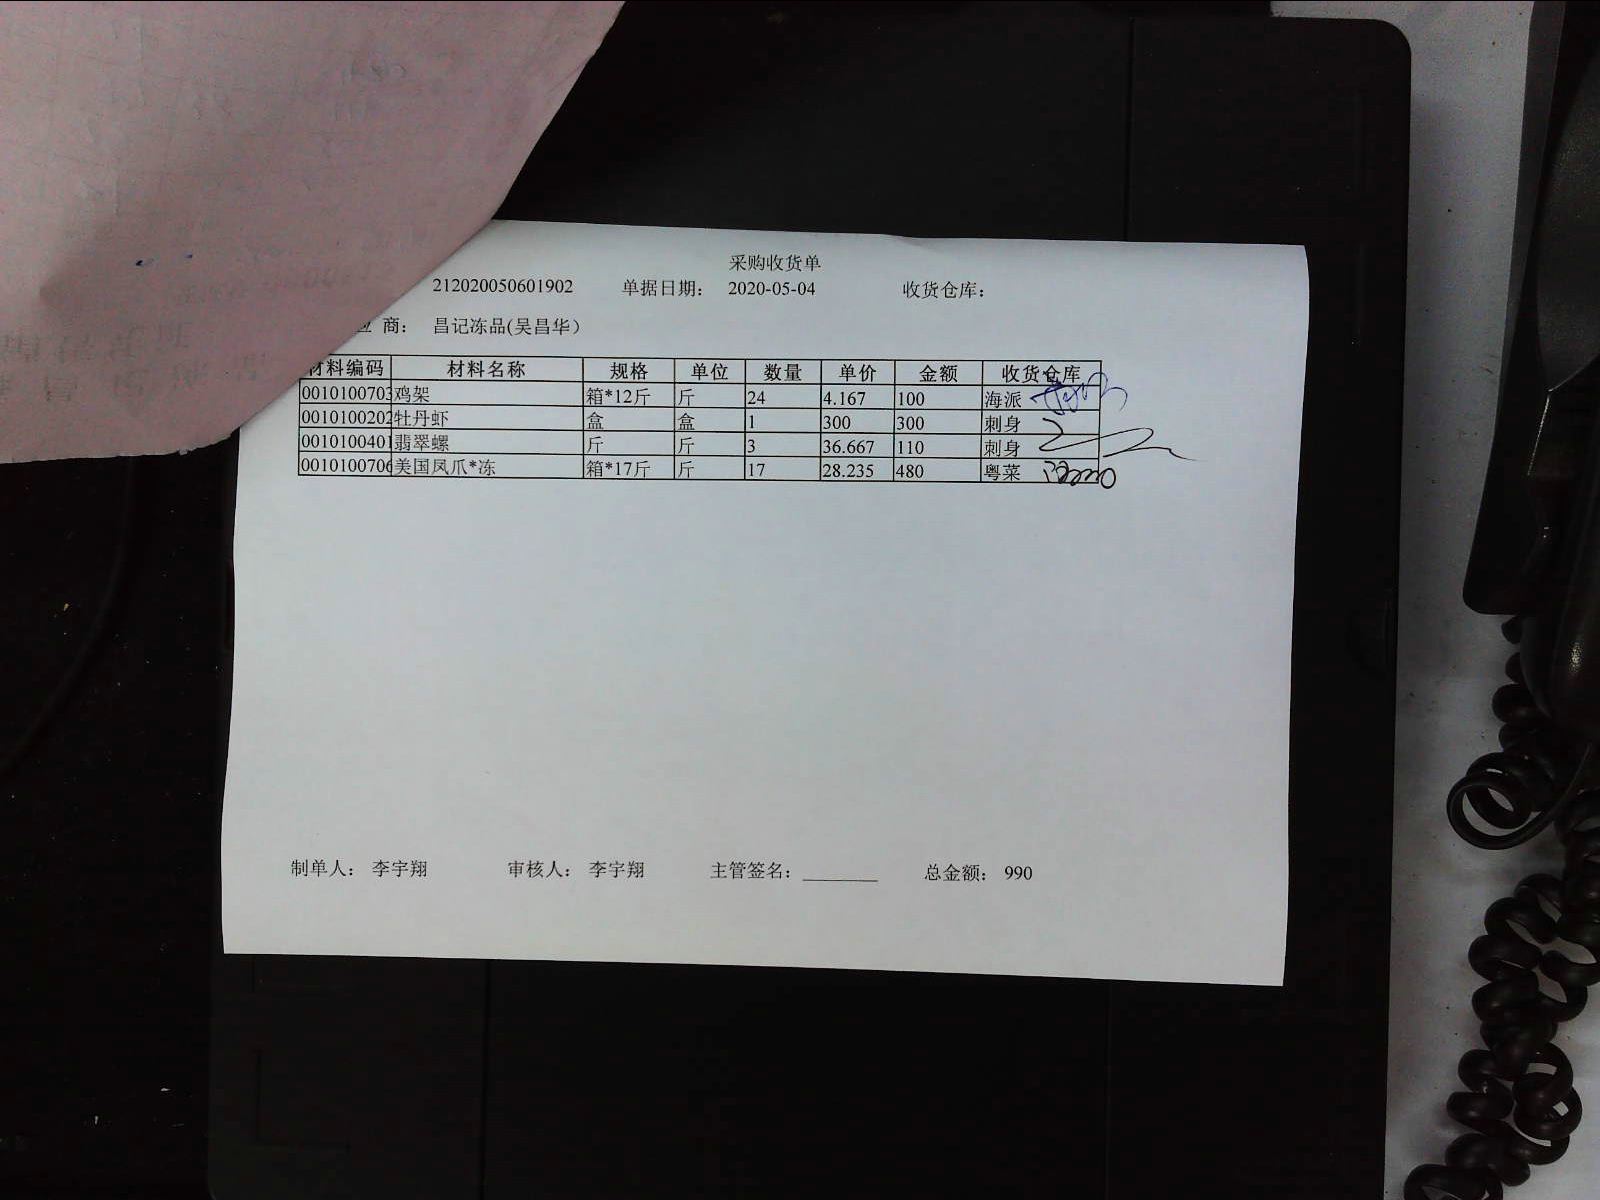 采购收货单
212020050601902 单据日期： 2020-05-04 收货仓库：
商： 昌记冻品(吴昌华）
材料编码 材料名称 规格 单位 数量 单价 金额 收货仓库
0010100703 鸡架 箱*12斤 斤 24 4.167 100 海派
0010100202 牡丹虾 盒 盒 1 300 300 刺身
0010100401 翡翠螺 斤 斤 3 36.667 110 刺身
0010100706 美国凤爪*冻 箱*17斤 斤 17 28.235 480 粤菜
制单人： 李宇翔 审核人： 李宇翔 主管签名： 总金额： 990